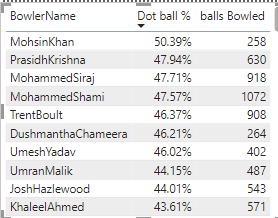 BowlerName Dot ball % balls Bowled
MohsinKhan 50.39% 258
PrasidhKrishna 47.94% 630
MohammedSiraj 47.71% 918
MohammedShami 47.57% 1072
TrentBoult 46.37% 908
DushmanthaChameera 46.21% 264
UmeshYadav 46.02% 402
UmranMalik 44.15% 487
JoshHazlewood 44.01% 543
KhaleelAhmed 43.61% 571